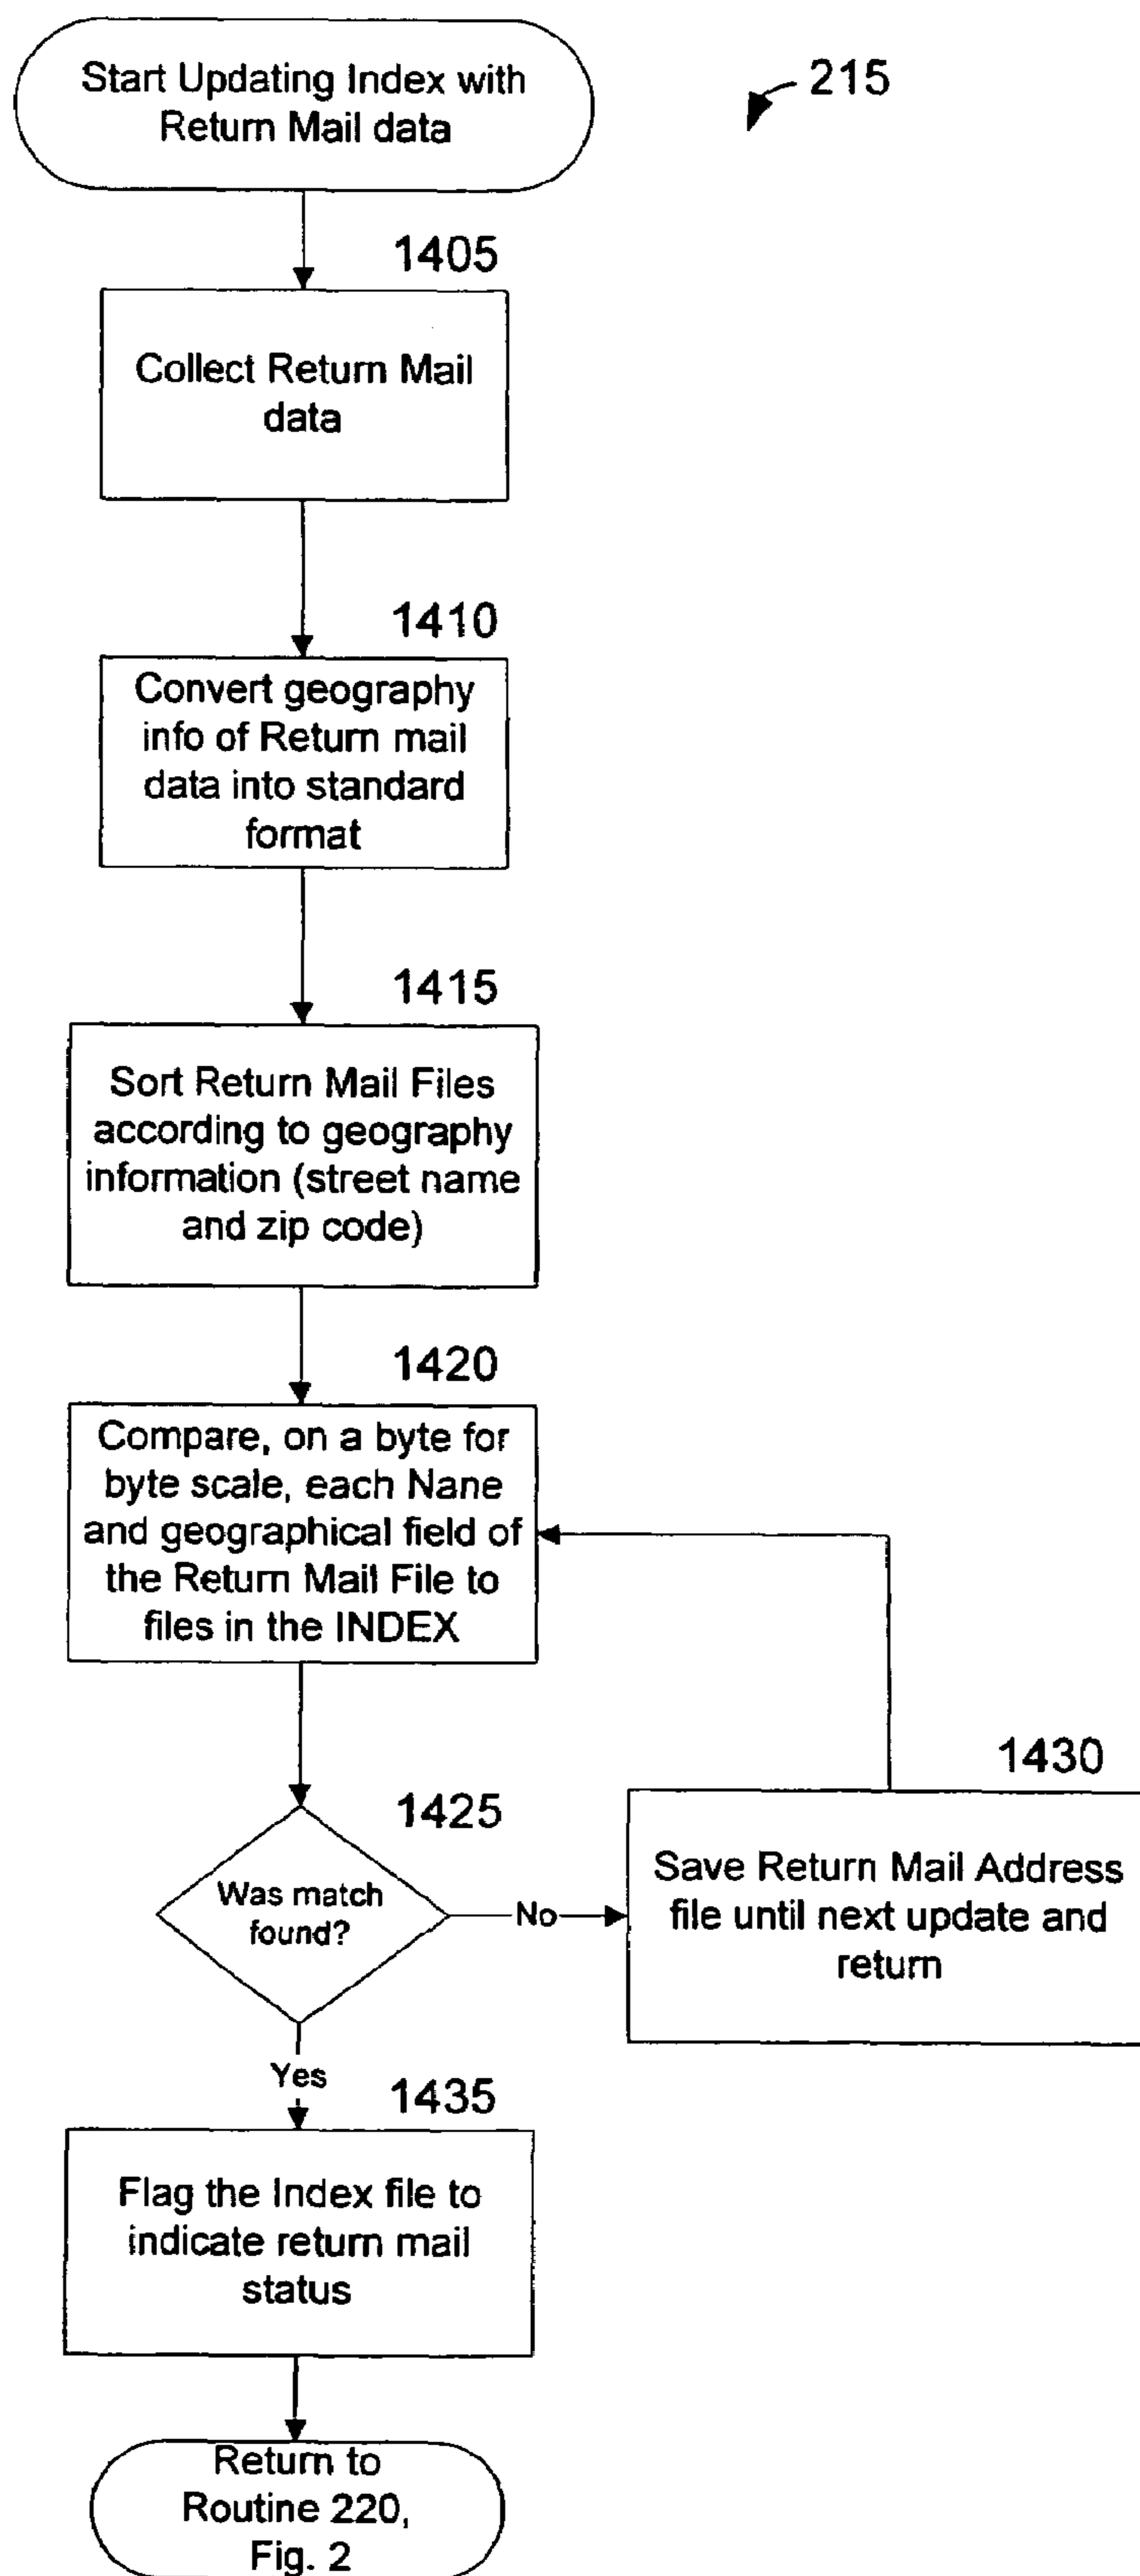 Start Updating Index with
Return Mail data
215
1405
Collect Return Mail
data
1410
Convert geography
info of Return mail
data into standard
format
1415
Sort Return Mail Files
according to geography
information (street name
and zip code)
1420
Compare, on a byte for
byte scale, each Nane
and geographical field of
the Return Mail File to
files in the INDEX
1425
Was match
found?
No
1430
Save Return Mail Address
file until next update and
return
Yes
1435
Flag the Index file to
indicate return mail
status
Return to
Routine 220,
Fig. 2